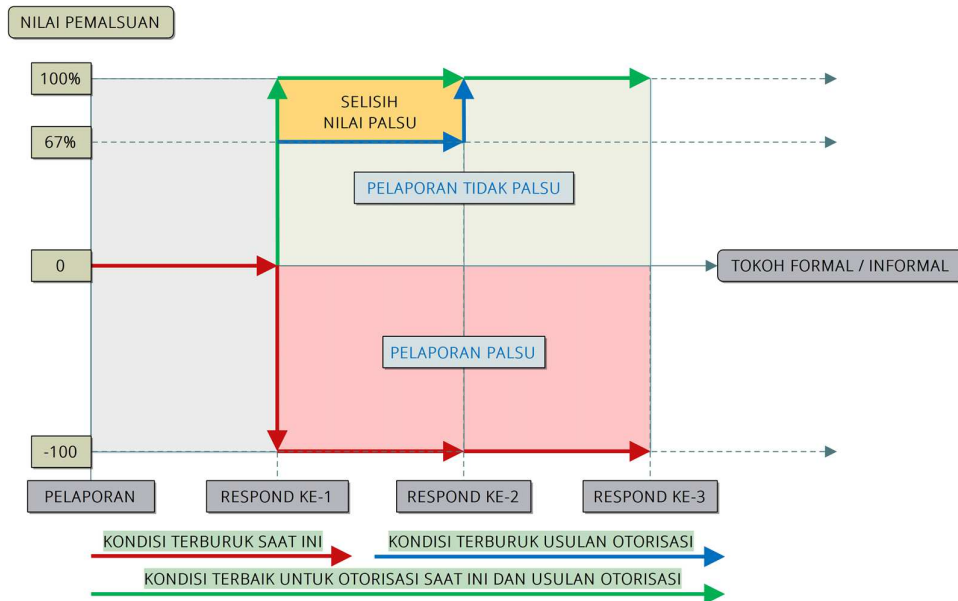 NILAI PEMALSUAN
100%
SELISIH
NILAI PALSU
67%
PELAPORAN TIDAK PALSU
0
TOKOH FORMAL / INFORMAL
PELAPORAN PALSU
-100
PELAPORAN
RESPOND KE-1
RESPOND KE-2
RESPOND KE-3
KONDISI TERBURUK SAAT INI
KONDISI TERBURUK USULAN OTORISASI
KONDISI TERBAIK UNTUK OTORISASI SAAT INI DAN USULAN OTORISASI